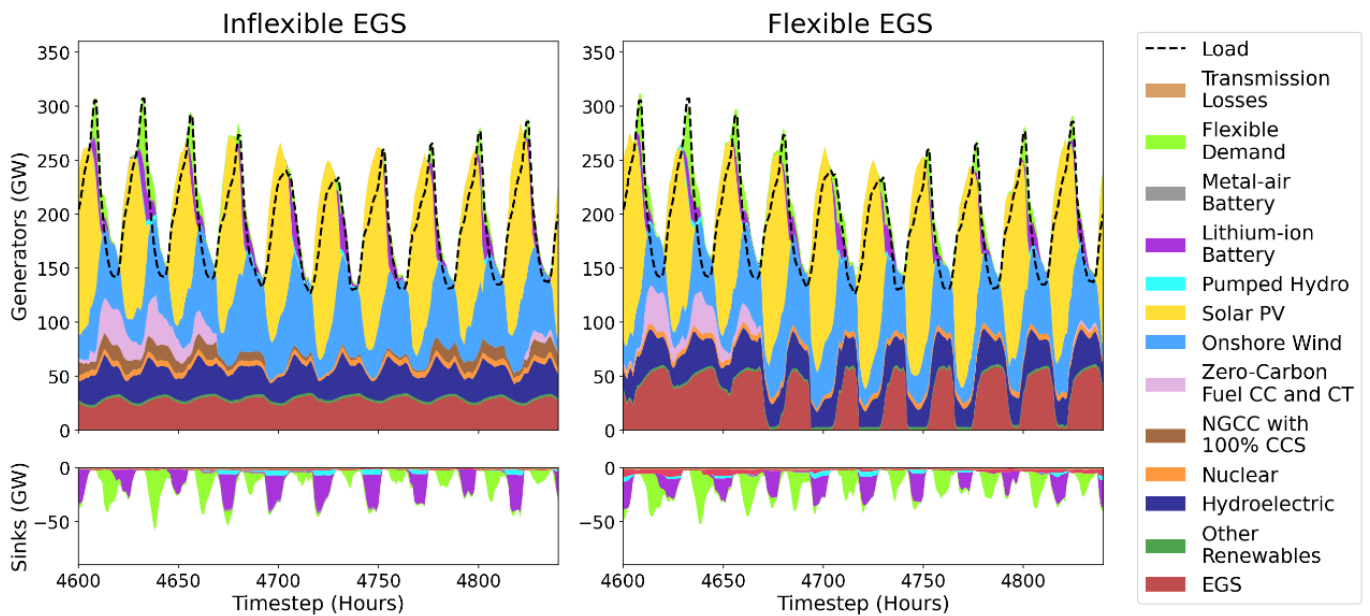 Inflexible EGS
Flexible EGS
Generators (GW)
350
300
250
200
150
100
50
0
350
300
250
200
150
100
50
0
Sinks (GW)
0
−50
0
−50
4600
4650
4700
4750
4800
Timestep (Hours)
4600
4650
4700
4750
4800
Timestep (Hours)
Load
Transmission
Losses
Flexible
Demand
Metal-air
Battery
Lithium-ion
Battery
Pumped Hydro
Solar PV
Onshore Wind
Zero-Carbon
Fuel CC and CT
NGCC with
100% CCS
Nuclear
Hydroelectric
Other
Renewables
EGS